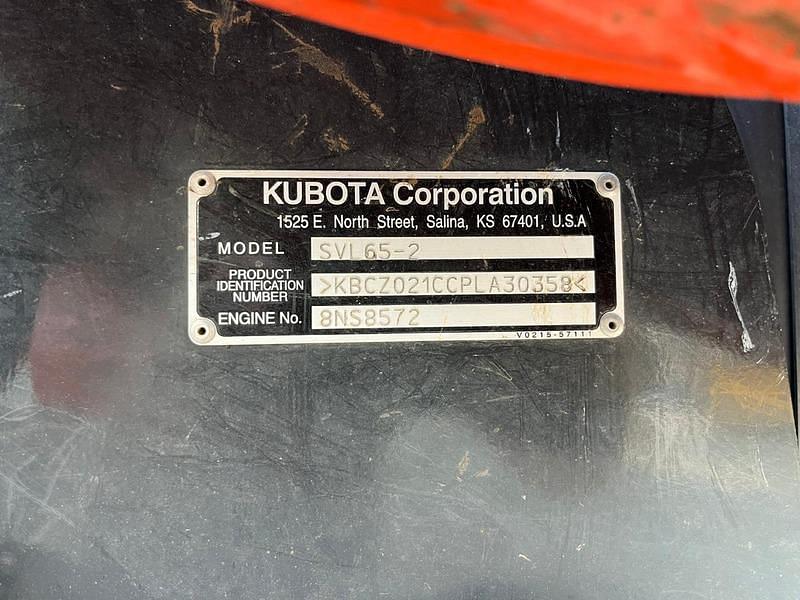 KUBOTA Corporation
1525 E. North Street, Salina, KS 67401, U.S.A
MODEL SVL65-2
PRODUCT IDENTIFICATION NUMBER >KBCZ021CCPLA30358<
ENGINE No. 8NS8572
V0215-57111